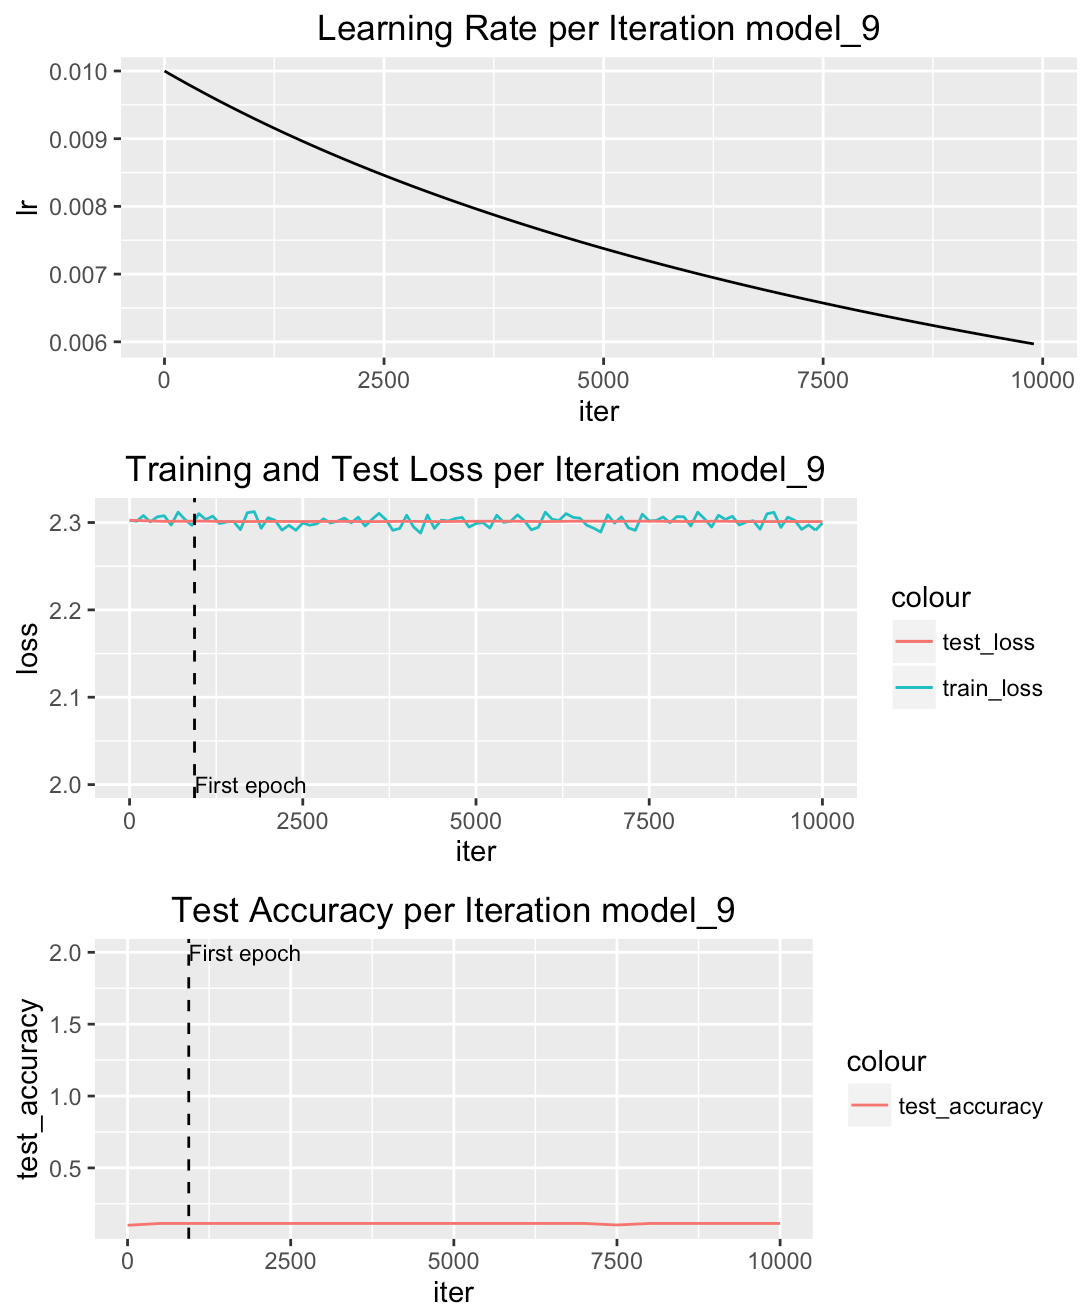 Learning Rate per Iteration model_9
0.010
0.009
0.008
0.007
0.006
lr
0 2500 5000 7500 10000
iter
Training and Test Loss per Iteration model_9
2.3
2.2
2.1
2.0
loss
First epoch
0 2500 5000 7500 10000
iter
colour
test_loss
train_loss
Test Accuracy per Iteration model_9
2.0
1.5
1.0
0.5
test_accuracy
First epoch
0 2500 5000 7500 10000
iter
colour
test_accuracy